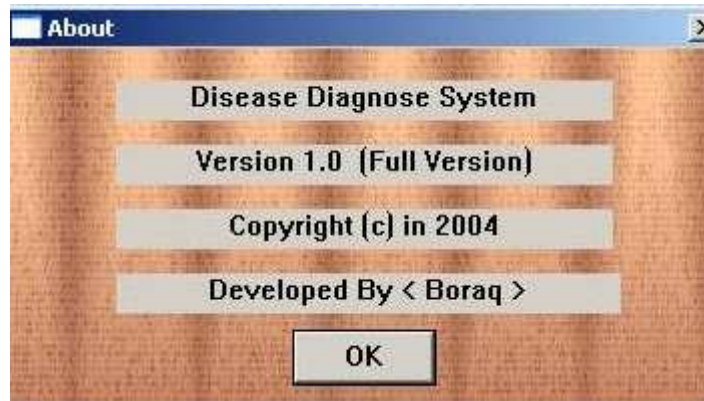 About
Disease Diagnose System
Version 1.0 (Full Version)
Copyright (c) in 2004
Developed By < Boraq >
OK